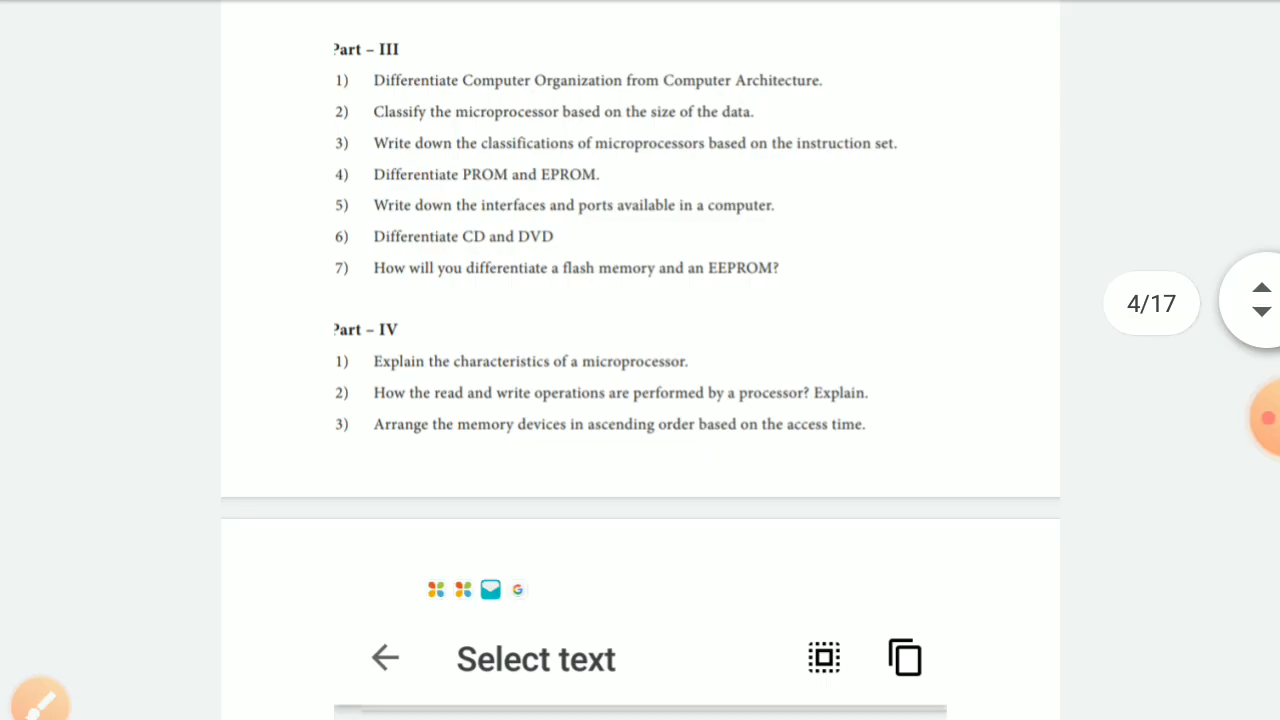 Part – III
1) Differentiate Computer Organization from Computer Architecture.
2) Classify the microprocessor based on the size of the data.
3) Write down the classifications of microprocessors based on the instruction set.
4) Differentiate PROM and EPROM.
5) Write down the interfaces and ports available in a computer.
6) Differentiate CD and DVD
7) How will you differentiate a flash memory and an EEPROM?
4/17
Part – IV
1) Explain the characteristics of a microprocessor.
2) How the read and write operations are performed by a processor? Explain.
3) Arrange the memory devices in ascending order based on the access time.
Select text